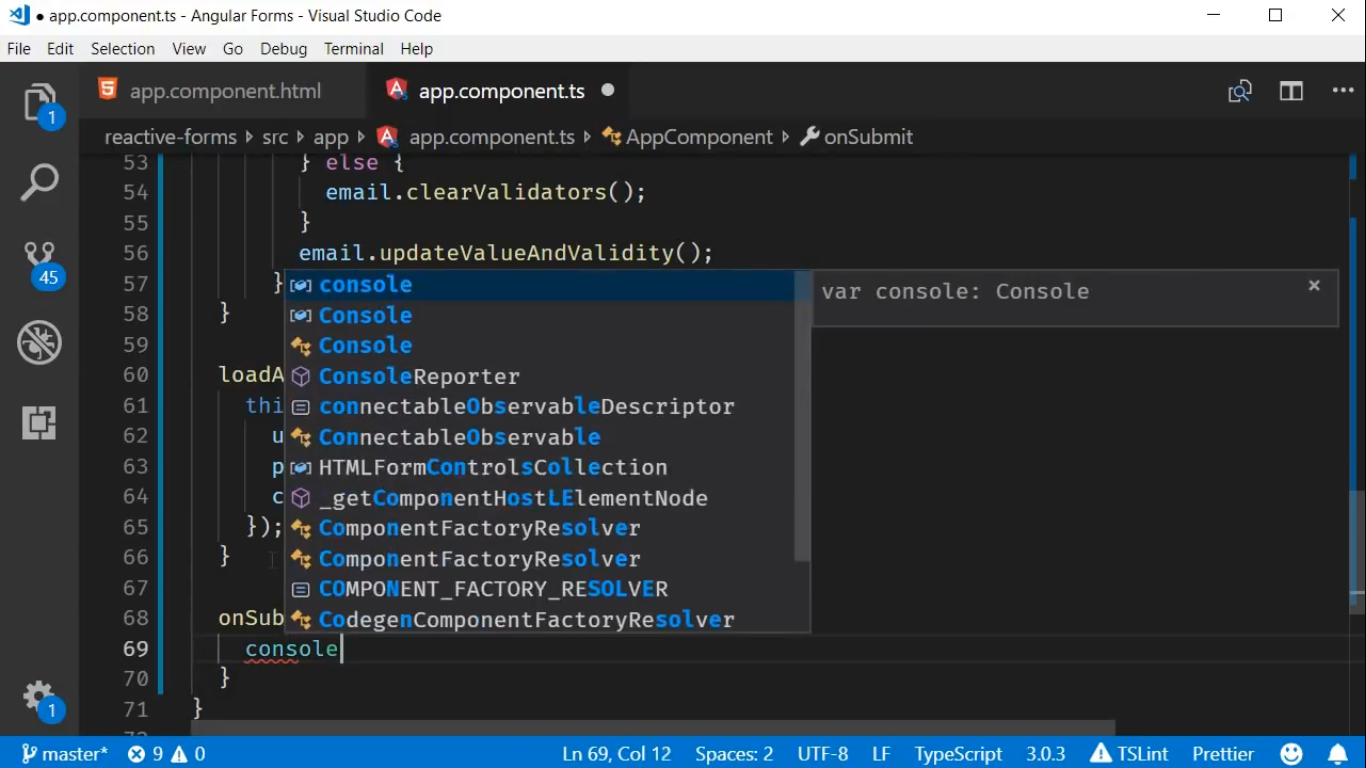 app.component.ts - Angular Forms - Visual Studio Code
File Edit Selection View Go Debug Terminal Help
app.component.html app.component.ts
reactive-forms src app app.component.ts AppComponent onSubmit
1
45
1
53 } else {
54 email.clearValidators();
55 }
56 email.updateValueAndValidity();
57 }
58 }
59
60 loadA
61 thi
62 u
63 p
64 c
65 });
66 }
67
68 onSub
69 console
70 }
71 }
console
Console
Console
ConsoleReporter
connectableObservableDescriptor
ConnectableObservable
HTMLFormControlsCollection
_getComponentHostLElementNode
ComponentFactoryResolver
ComponentFactoryResolver
COMPONENT_FACTORY_RESOLVER
CodegenComponentFactoryResolver
var console: Console
master* 9 0 Ln 69, Col 12 Spaces: 2 UTF-8 LF TypeScript 3.0.3 TSLint Prettier